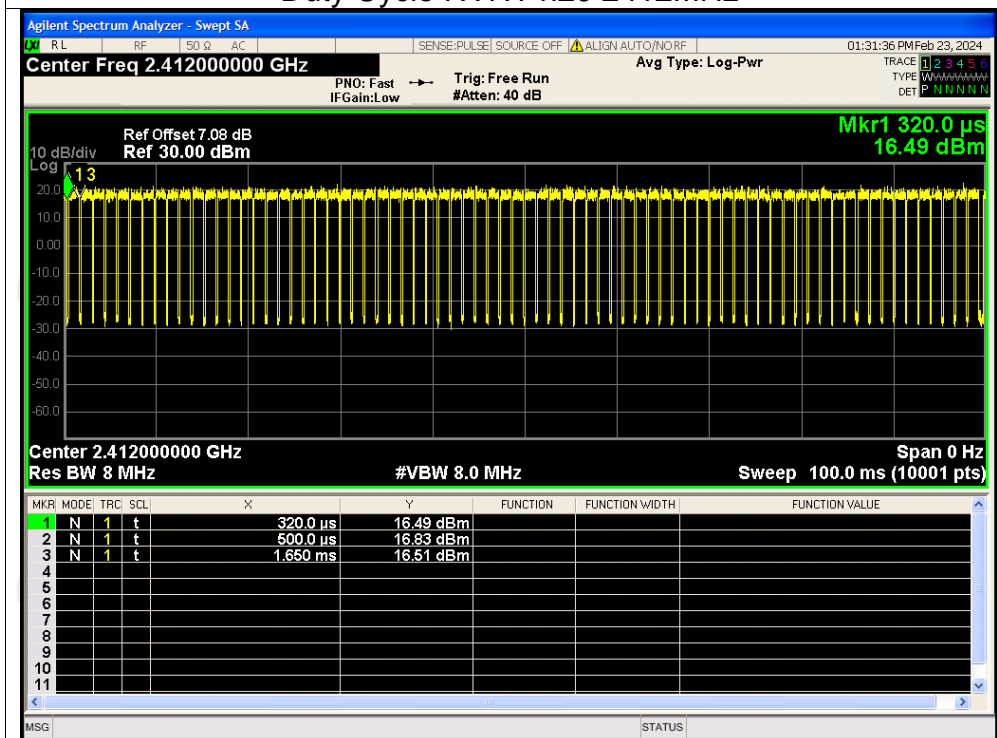 Agilent Spectrum Analyzer - Swept SA
LXI RL RF 50 Ω AC SENSE:PULSE SOURCE OFF ALIGN AUTO/NO RF 01:31:36 PM Feb 23, 2024
Center Freq 2.412000000 GHz
PNO: Fast
IFGain:Low
Trig: Free Run
#Atten: 40 dB
Avg Type: Log-Pwr
TRACE 1 2 3 4 5 6
TYPE WWWWWW
DET P N N N N N
Mkr1 320.0 µs
16.49 dBm
Ref Offset 7.08 dB
10 dB/div Ref 30.00 dBm
Log
1 3
20.0
10.0
0.00
-10.0
-20.0
-30.0
-40.0
-50.0
-60.0
Center 2.412000000 GHz Span 0 Hz
Res BW 8 MHz #VBW 8.0 MHz Sweep 100.0 ms (10001 pts)
MKR MODE TRC SCL X Y FUNCTION FUNCTION WIDTH FUNCTION VALUE
1 N 1 t 320.0 µs 16.49 dBm
2 N 1 t 500.0 µs 16.83 dBm
3 N 1 t 1.650 ms 16.51 dBm
4
5
6
7
8
9
10
11
MSG STATUS